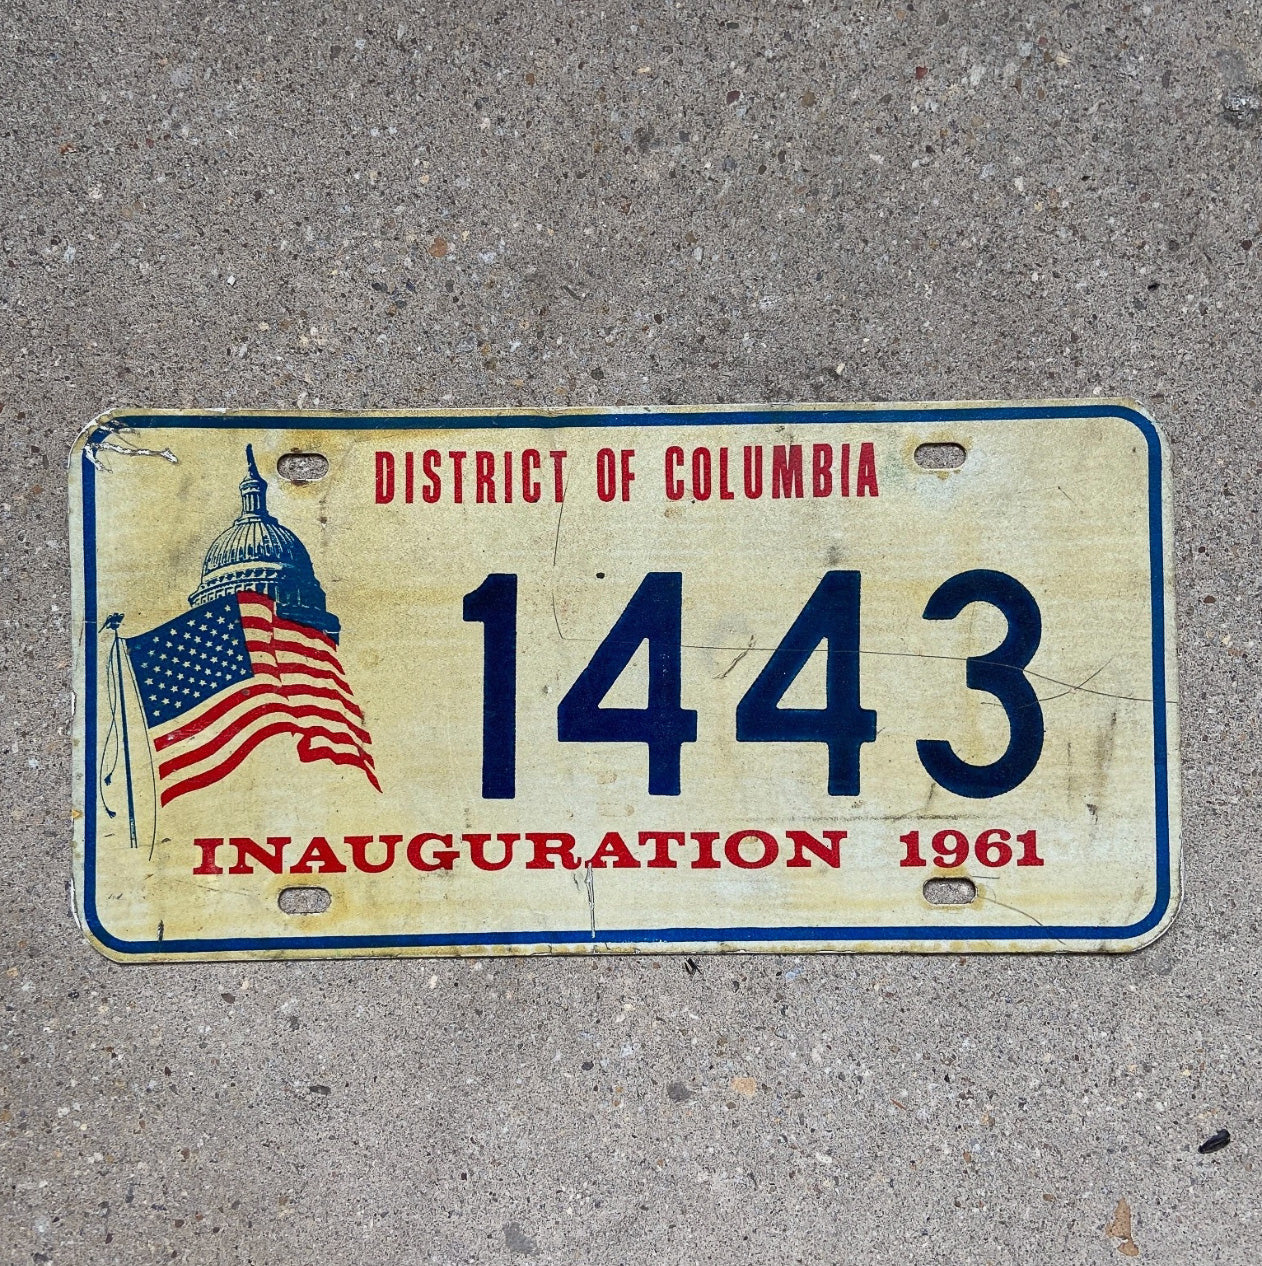 DISTRICT OF COLUMBIA
1443
INAUGURATION 1961